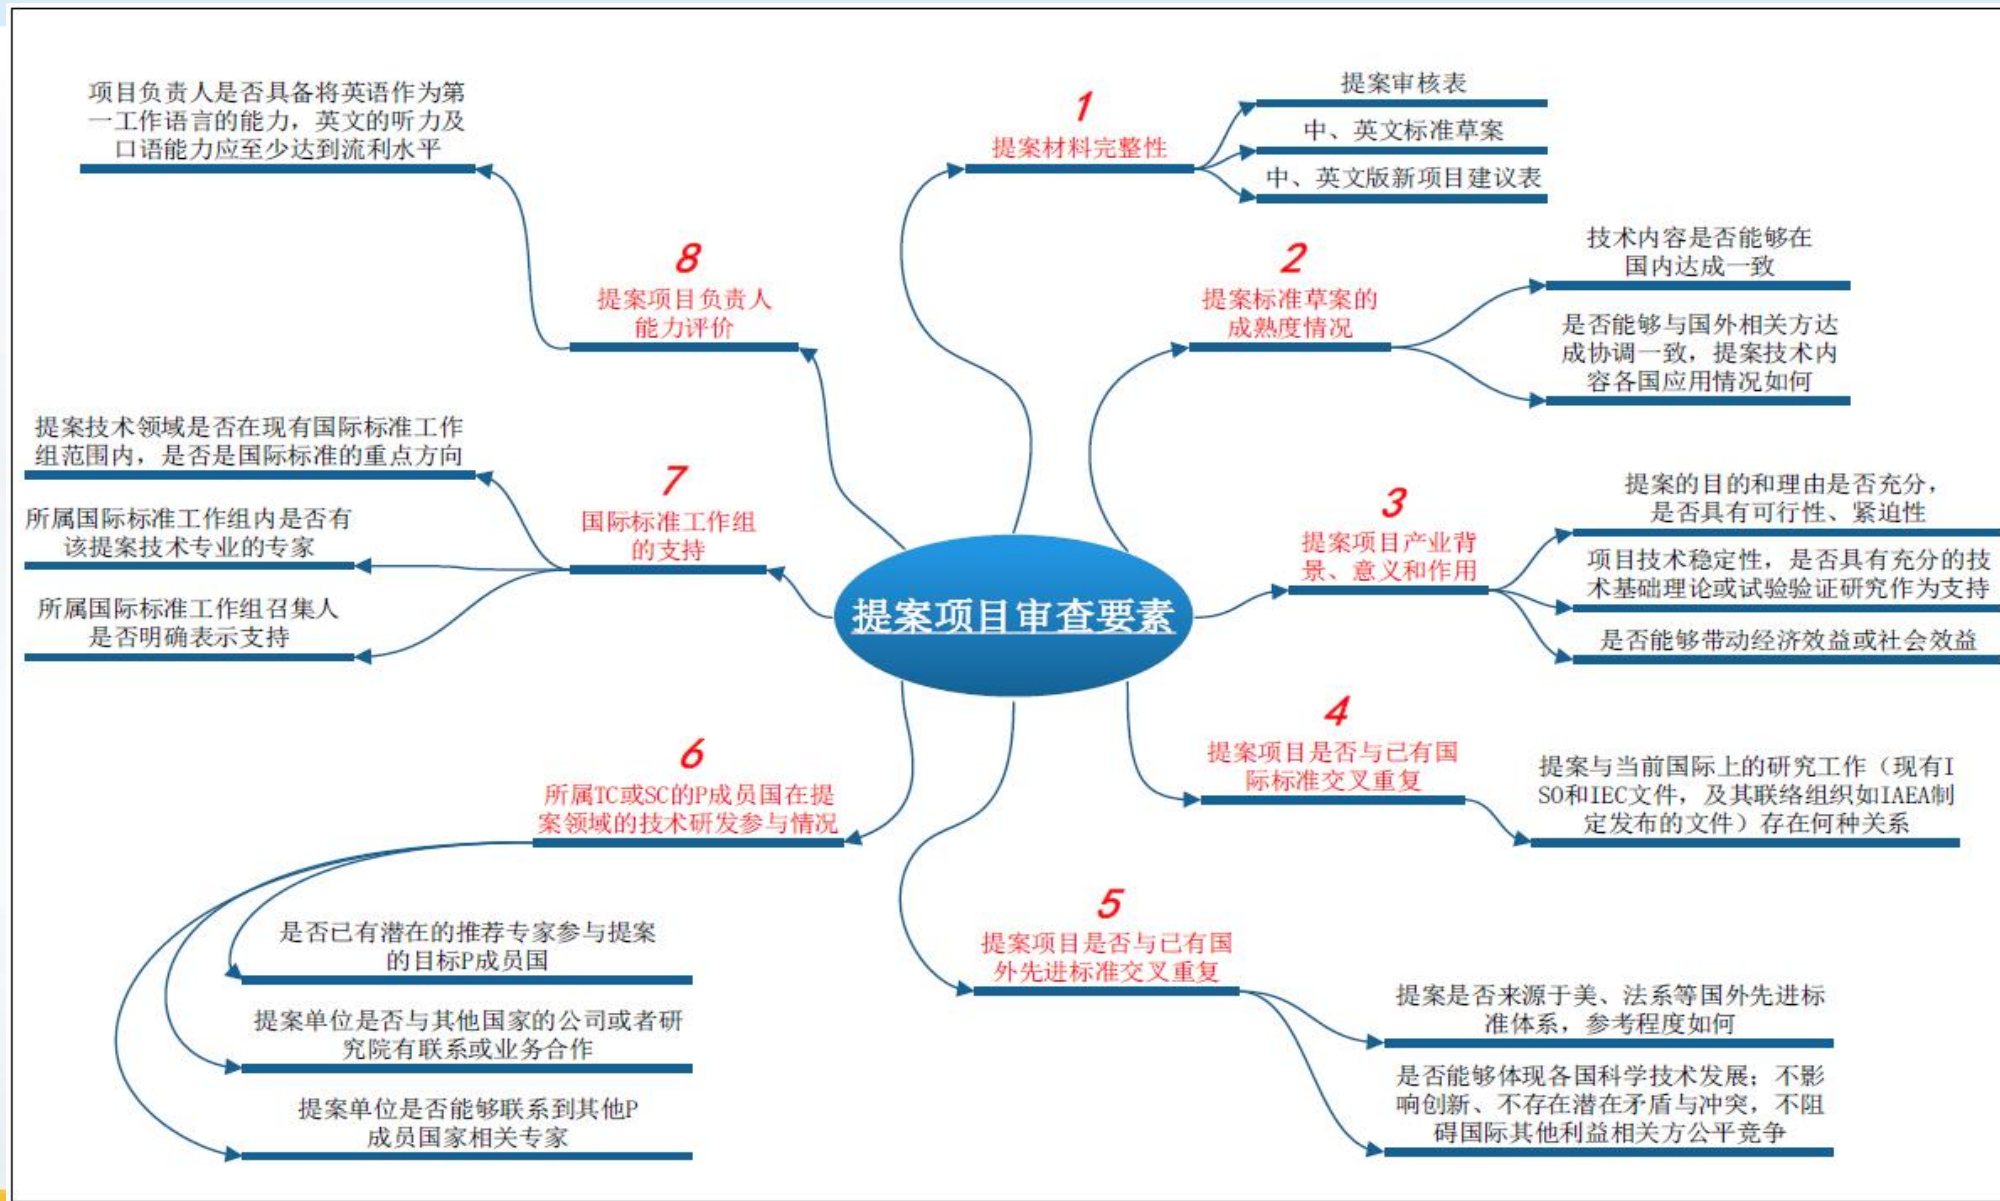 提案项目审查要素
1
提案材料完整性
提案审核表
中、英文标准草案
中、英文版新项目建议表
2
提案标准草案的
成熟度情况
技术内容是否能够在
国内达成一致
是否能够与国外相关方达
成协调一致，提案技术内
容各国应用情况如何
3
提案项目产业背
景、意义和作用
提案的目的和理由是否充分，
是否具有可行性、紧迫性
项目技术稳定性，是否具有充分的技
术基础理论或试验验证研究作为支持
是否能够带动经济效益或社会效益
4
提案项目是否与已有国
际标准交叉重复
提案与当前国际上的研究工作（现有I
SO和IEC文件，及其联络组织如IAEA制
定发布的文件）存在何种关系
5
提案项目是否与已有国
外先进标准交叉重复
提案是否来源于美、法系等国外先进标
准体系，参考程度如何
是否能够体现各国科学技术发展；不影
响创新、不存在潜在矛盾与冲突，不阻
碍国际其他利益相关方公平竞争
6
所属TC或SC的P成员国在提
案领域的技术研发参与情况
是否已有潜在的推荐专家参与提案
的目标P成员国
提案单位是否与其他国家的公司或者研
究院有联系或业务合作
提案单位是否能够联系到其他P
成员国家相关专家
7
国际标准工作组
的支持
提案技术领域是否在现有国际标准工作
组范围内，是否是国际标准的重点方向
所属国际标准工作组内是否有
该提案技术专业的专家
所属国际标准工作组召集人
是否明确表示支持
8
提案项目负责人
能力评价
项目负责人是否具备将英语作为第
一工作语言的能力，英文的听力及
口语能力应至少达到流利水平